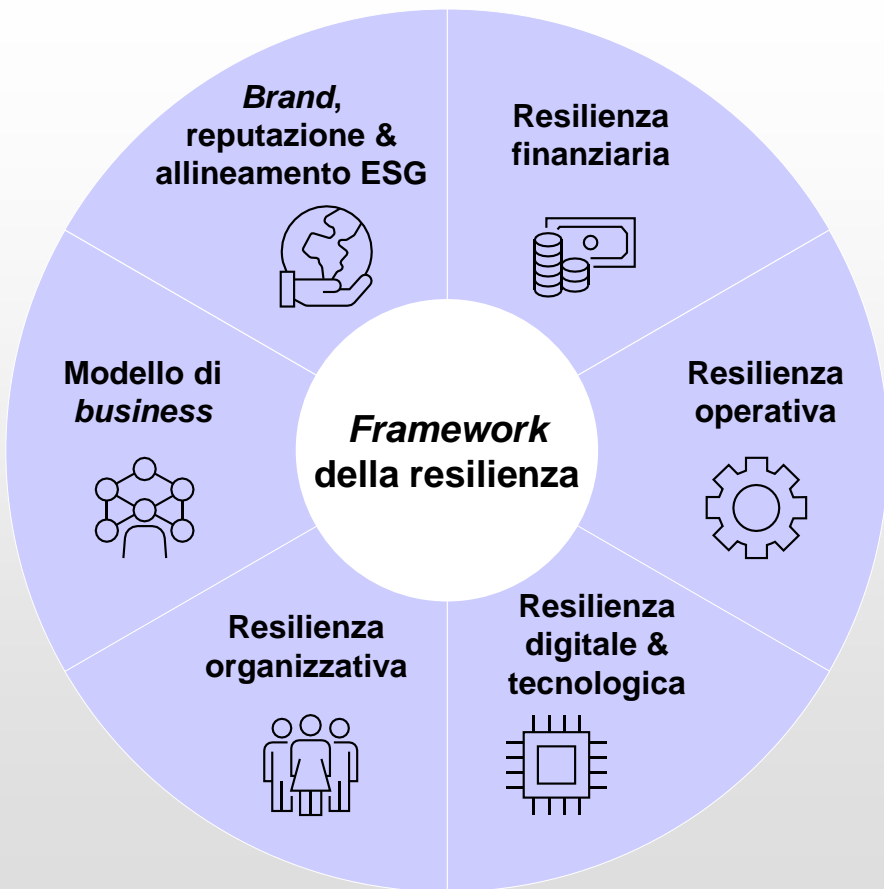 Brand,
reputazione &
allineamento ESG
Resilienza
finanziaria
Modello di
business
Framework
della resilienza
Resilienza
operativa
Resilienza
organizzativa
Resilienza
digitale &
tecnologica